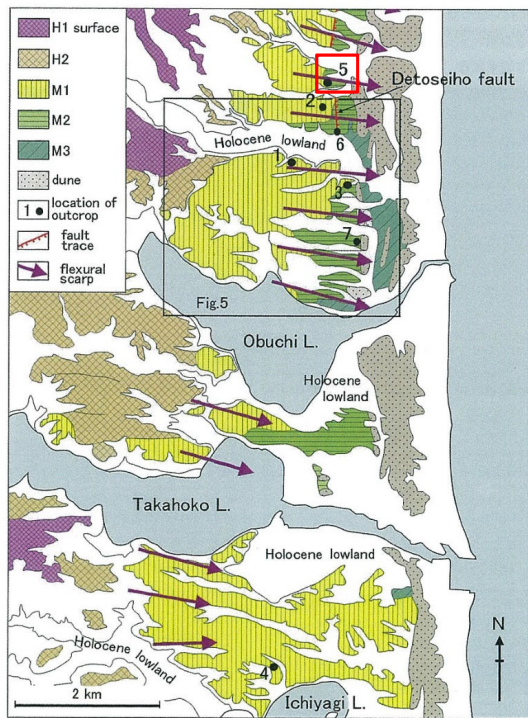 H1 surface
H2
M1
M2
M3
dune
1 location of
outcrop
fault
trace
flexural
scarp
5
Detoseiho fault
2
6
Holocene lowland
1
3
7
Fig.5
Obuchi L.
Holocene
lowland
Takahoko L.
Holocene lowland
Holocene
lowland
4
N
2 km
Ichiyagi L.